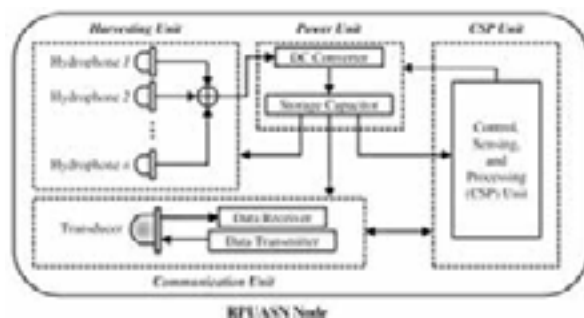 Harvesting Unit
Power Unit
CSP Unit
Hydrophone 1
Hydrophone 2
Hydrophone n
DC Converter
Storage Capacitor
Control,
Sensing,
and
Processing
(CSP) Unit
Transducer
Data Receiver
Data Transmitter
Communication Unit
RPUASN Node